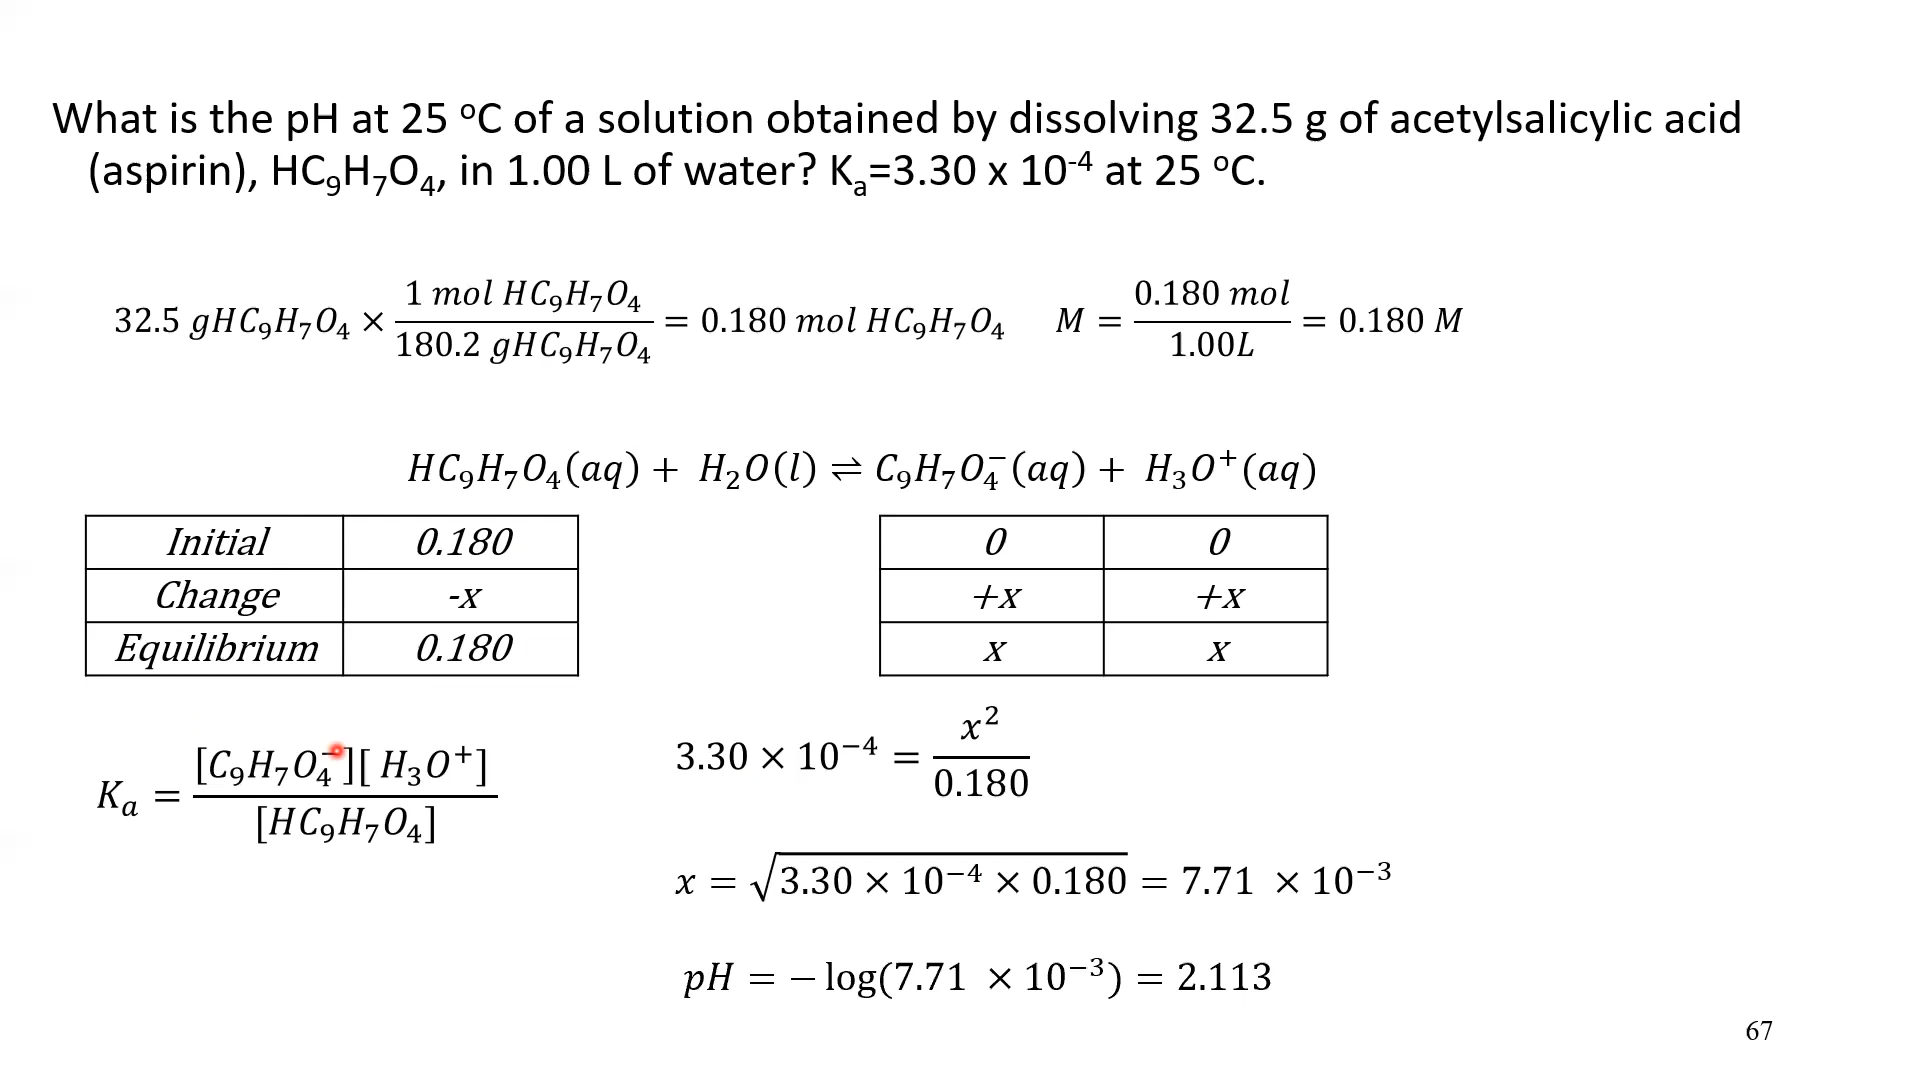 What is the pH at 25 ºC of a solution obtained by dissolving 32.5 g of acetylsalicylic acid
(aspirin), HC₉H₇O₄, in 1.00 L of water? Kₐ=3.30 x 10⁻⁴ at 25 ºC.
32.5 gHC₉H₇O₄ × (1 mol HC₉H₇O₄)/(180.2 gHC₉H₇O₄) = 0.180 mol HC₉H₇O₄ M = (0.180 mol)/(1.00L) = 0.180 M
HC₉H₇O₄(aq) + H₂O(l) ⇌ C₉H₇O₄⁻(aq) + H₃O⁺(aq)
Initial 0.180 0 0
Change -x +x +x
Equilibrium 0.180 x x
Kₐ = ([C₉H₇O₄⁻][ H₃O⁺])/([HC₉H₇O₄])
3.30 × 10⁻⁴ = x²/0.180
x = √(3.30 × 10⁻⁴ × 0.180) = 7.71 × 10⁻³
pH = − log(7.71 × 10⁻³) = 2.113
67